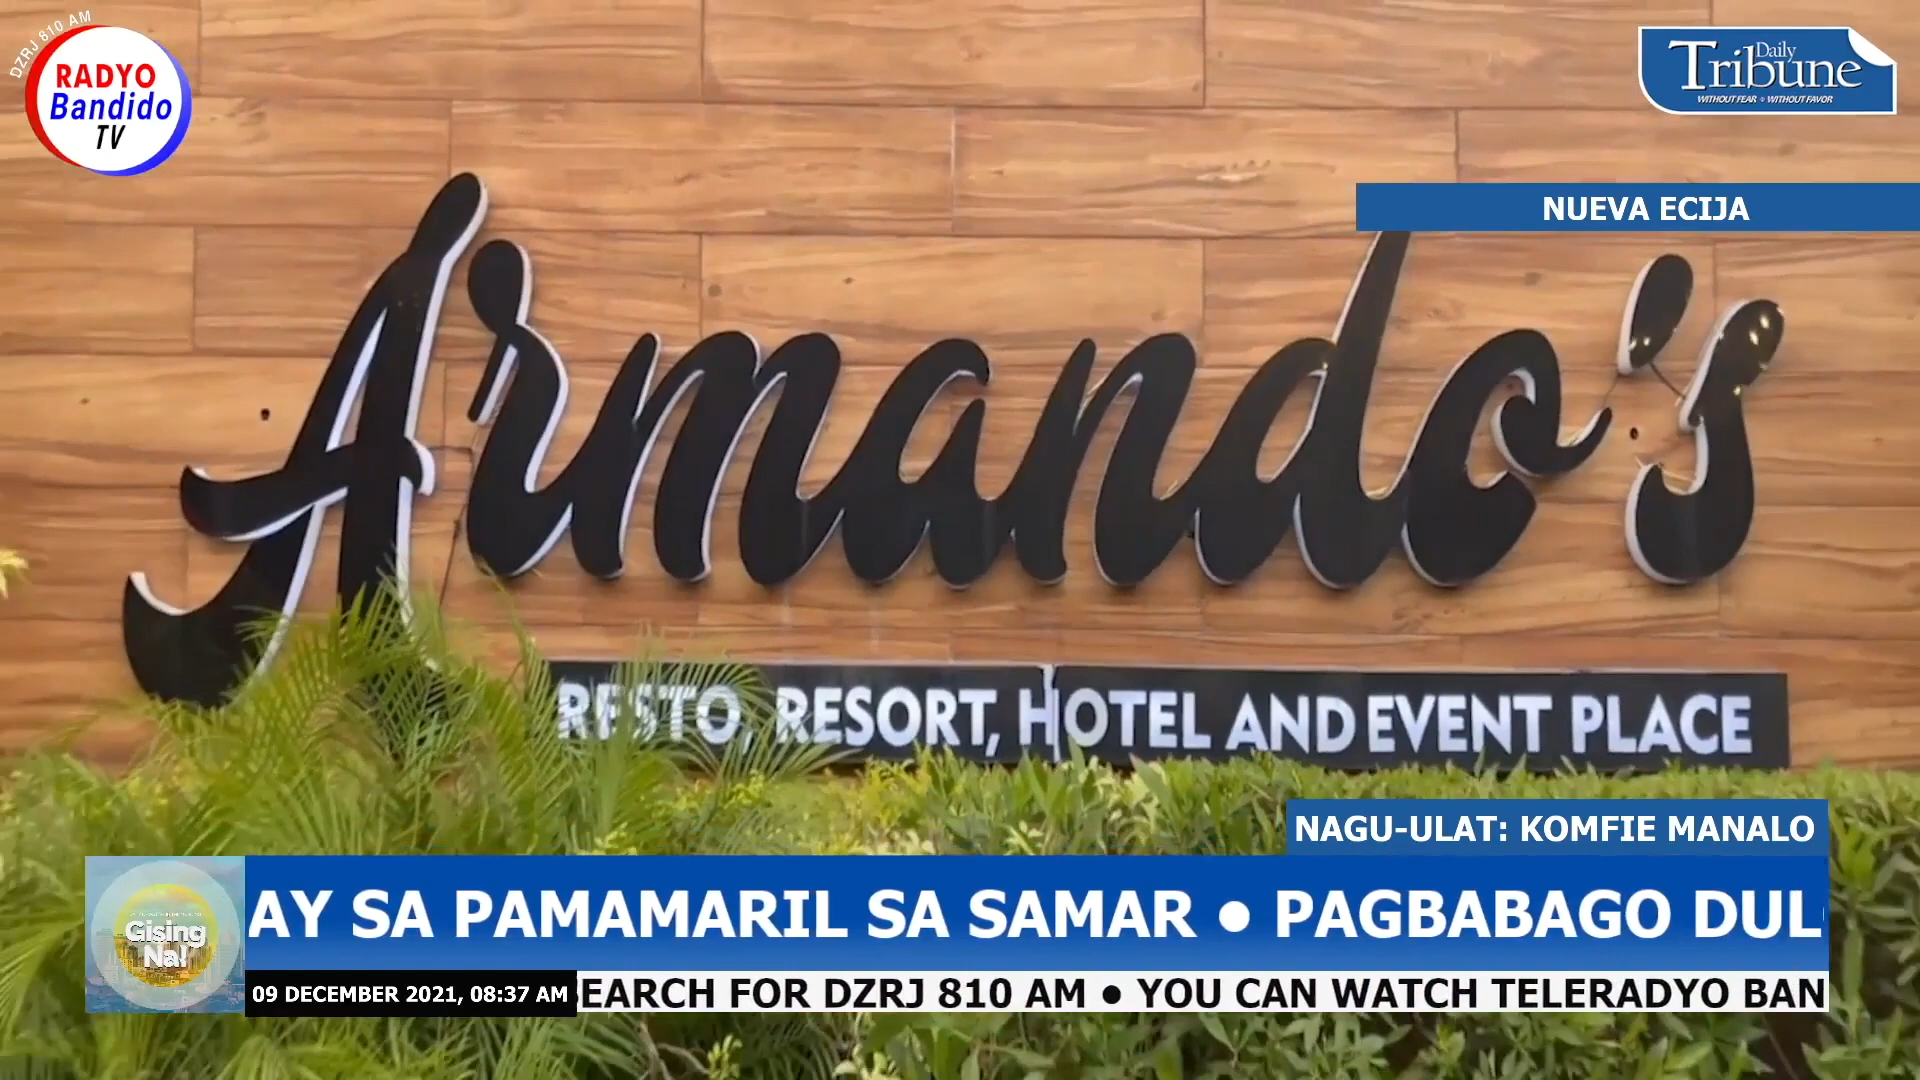 DZRJ 810 AM
RADYO
Bandido
TV
Daily
Tribune
WITHOUT FEAR • WITHOUT FAVOR
NUEVA ECIJA
Armando's
RESTO, RESORT, HOTEL AND EVENT PLACE
NAGU-ULAT: KOMFIE MANALO
AY SA PAMAMARIL SA SAMAR ● PAGBABAGO DUL
Gising
Na!
09 DECEMBER 2021, 08:37 AM
EARCH FOR DZRJ 810 AM ● YOU CAN WATCH TELERADYO BAN